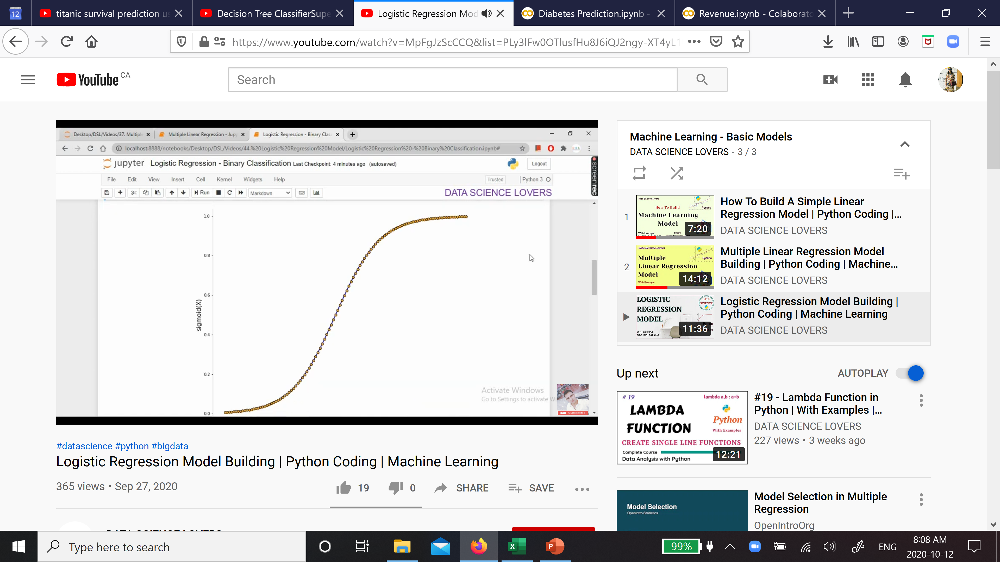 12
titanic survival prediction us
Decision Tree ClassifierSupe
Logistic Regression Mod
Diabetes Prediction.ipynb -
Revenue.ipynb - Colaborato
https://www.youtube.com/watch?v=MpFgJzScCCQ&list=PLy3lFw0OTlusfHu8J6iQJ2ngy-XT4yL1
YouTube CA
Search
Desktop/DSL/Videos/37. Multipl
Multiple Linear Regression - Jup
Logistic Regression - Binary Clas
localhost:8888/notebooks/Desktop/DSL/Videos/44.%20Logistic%20Regression%20Model/Logistic%20Regression%20-%20Binary%20Classification.ipynb#
DSL
jupyter Logistic Regression - Binary Classification Last Checkpoint: 4 minutes ago (autosaved)
Logout
File Edit View Insert Cell Kernel Widgets Help
Trusted
Python 3
Run
Markdown
DATA SCIENCE LOVERS
screenrec
1.0
0.8
0.6
0.4
0.2
0.0
sigmoid(X)
Activate Windows
Go to Settings to activate Wi
Subscribe
#datascience #python #bigdata
Logistic Regression Model Building | Python Coding | Machine Learning
365 views • Sep 27, 2020
19
0
SHARE
SAVE
Machine Learning - Basic Models
DATA SCIENCE LOVERS - 3 / 3
1
Data Science Lovers
How To Build
Python
Machine Learning
Model
With Example
Simple
7:20
How To Build A Simple Linear
Regression Model | Python Coding |...
DATA SCIENCE LOVERS
2
Data Science Lovers
Multiple
Python
Linear Regression
Model
With Example
14:12
Multiple Linear Regression Model
Building | Python Coding | Machine...
DATA SCIENCE LOVERS
LOGISTIC
REGRESSION
MODEL
DATA
SCIENCE
WITH EXAMPLE
MACHINE LEARNING
Python
11:36
Logistic Regression Model Building |
Python Coding | Machine Learning
DATA SCIENCE LOVERS
Up next
AUTOPLAY
# 19
lambda a,b : a+b
LAMBDA
FUNCTION
Python
With Examples
CREATE SINGLE LINE FUNCTIONS
Complete Course
Data Analysis with Python
12:21
#19 - Lambda Function in
Python | With Examples |...
DATA SCIENCE LOVERS
227 views • 3 weeks ago
Model Selection
OpenIntro Statistics
Model Selection in Multiple
Regression
OpenIntroOrg
DATA SCIENCE LOVERS
Type here to search
99%
ENG
8:08 AM
2020-10-12